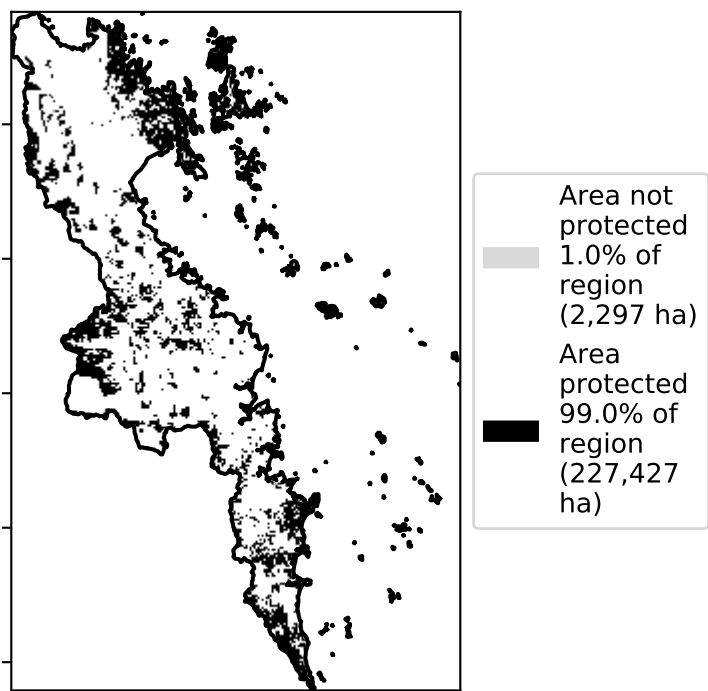 Area not
protected
1.0% of
region
(2,297 ha)
Area
protected
99.0% of
region
(227,427
ha)